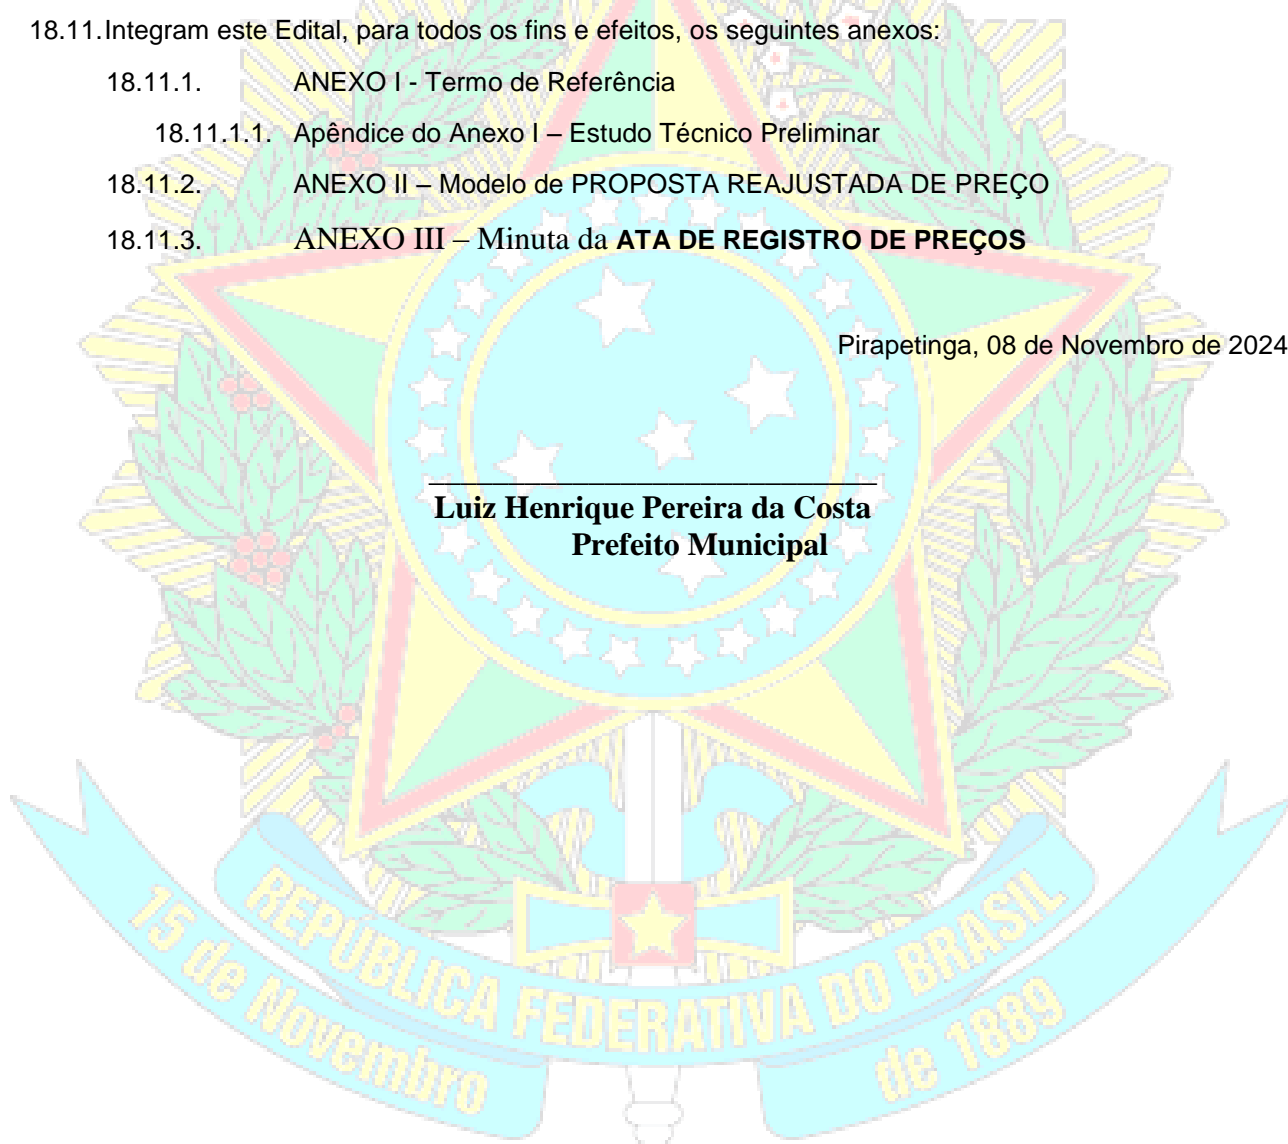 18.11.Integram este Edital, para todos os fins e efeitos, os seguintes anexos:
18.11.1. ANEXO I - Termo de Referência
18.11.1.1. Apêndice do Anexo I – Estudo Técnico Preliminar
18.11.2. ANEXO II – Modelo de PROPOSTA REAJUSTADA DE PREÇO
18.11.3. ANEXO III – Minuta da ATA DE REGISTRO DE PREÇOS
Pirapetinga, 08 de Novembro de 2024
Luiz Henrique Pereira da Costa
Prefeito Municipal
REPÚBLICA FEDERATIVA DO BRASIL
15 de Novembro de 1889